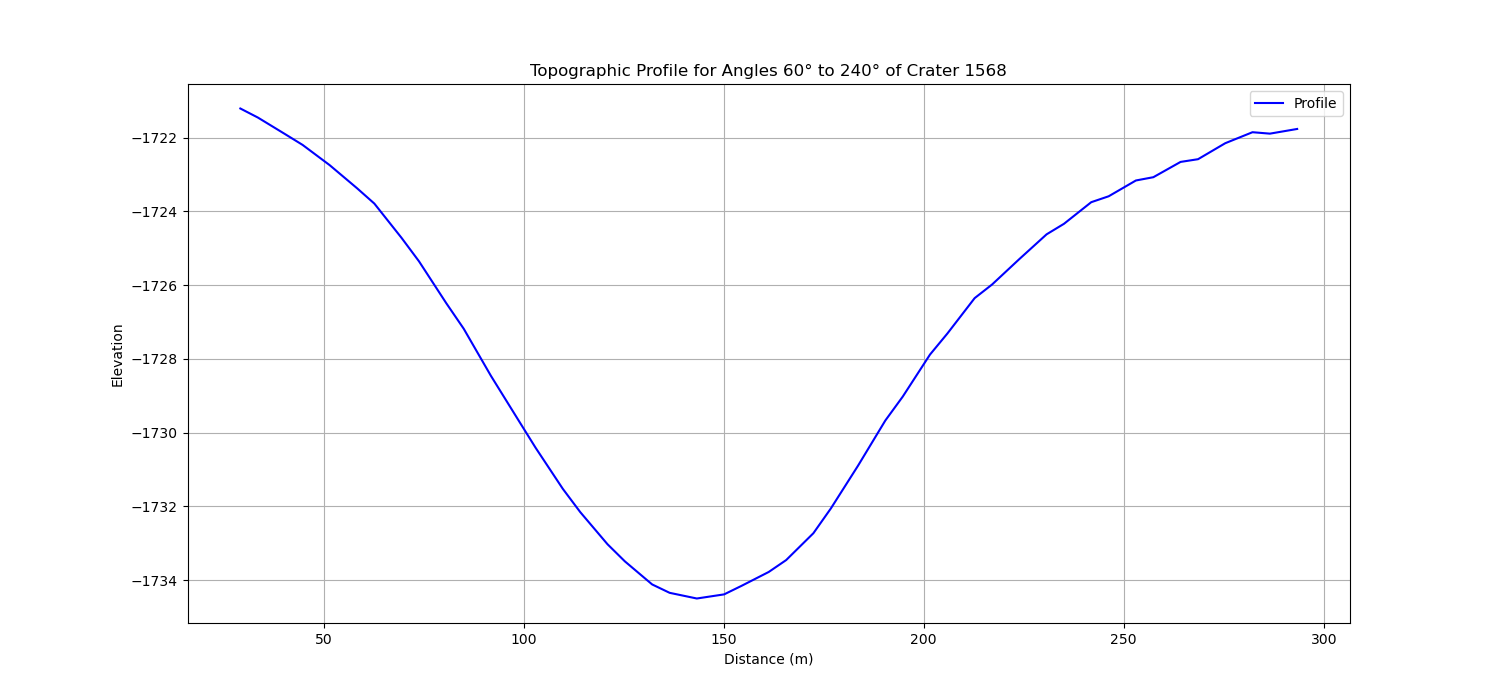 Topographic Profile for Angles 60° to 240° of Crater 1568
Profile
−1722
−1724
−1726
−1728
−1730
−1732
−1734
Elevation
50 100 150 200 250 300
Distance (m)